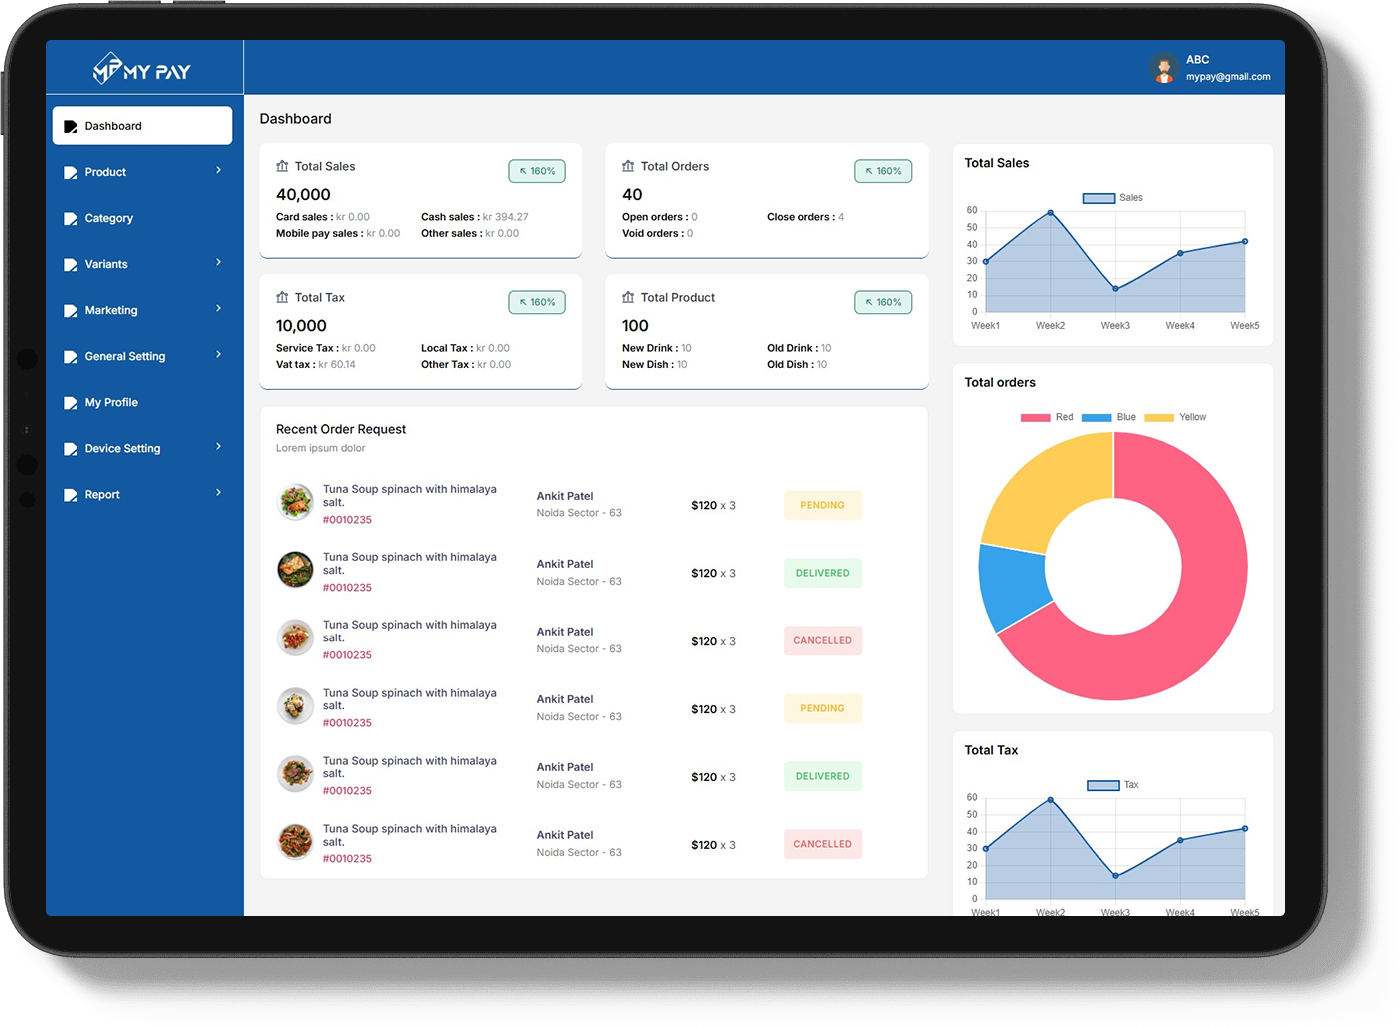 MP MY PAY
ABC
mypay@gmail.com
Dashboard
Product
Category
Variants
Marketing
General Setting
My Profile
Device Setting
Report
Dashboard
Total Sales
160%
40,000
Card sales : kr 0.00
Cash sales : kr 394.27
Mobile pay sales : kr 0.00
Other sales : kr 0.00
Total Orders
160%
40
Open orders : 0
Close orders : 4
Void orders : 0
Total Tax
160%
10,000
Service Tax : kr 0.00
Local Tax : kr 0.00
Vat tax : kr 60.14
Other Tax : kr 0.00
Total Product
160%
100
New Drink : 10
Old Drink : 10
New Dish : 10
Old Dish : 10
Recent Order Request
Lorem ipsum dolor
Tuna Soup spinach with himalaya
salt.
#0010235
Ankit Patel
Noida Sector - 63
$120 x 3
PENDING
Tuna Soup spinach with himalaya
salt.
#0010235
Ankit Patel
Noida Sector - 63
$120 x 3
DELIVERED
Tuna Soup spinach with himalaya
salt.
#0010235
Ankit Patel
Noida Sector - 63
$120 x 3
CANCELLED
Tuna Soup spinach with himalaya
salt.
#0010235
Ankit Patel
Noida Sector - 63
$120 x 3
PENDING
Tuna Soup spinach with himalaya
salt.
#0010235
Ankit Patel
Noida Sector - 63
$120 x 3
DELIVERED
Tuna Soup spinach with himalaya
salt.
#0010235
Ankit Patel
Noida Sector - 63
$120 x 3
CANCELLED
Total Sales
Sales
60
50
40
30
20
10
0
Week1 Week2 Week3 Week4 Week5
Total orders
Red Blue Yellow
Total Tax
Tax
60
50
40
30
20
10
0
Week1 Week2 Week3 Week4 Week5